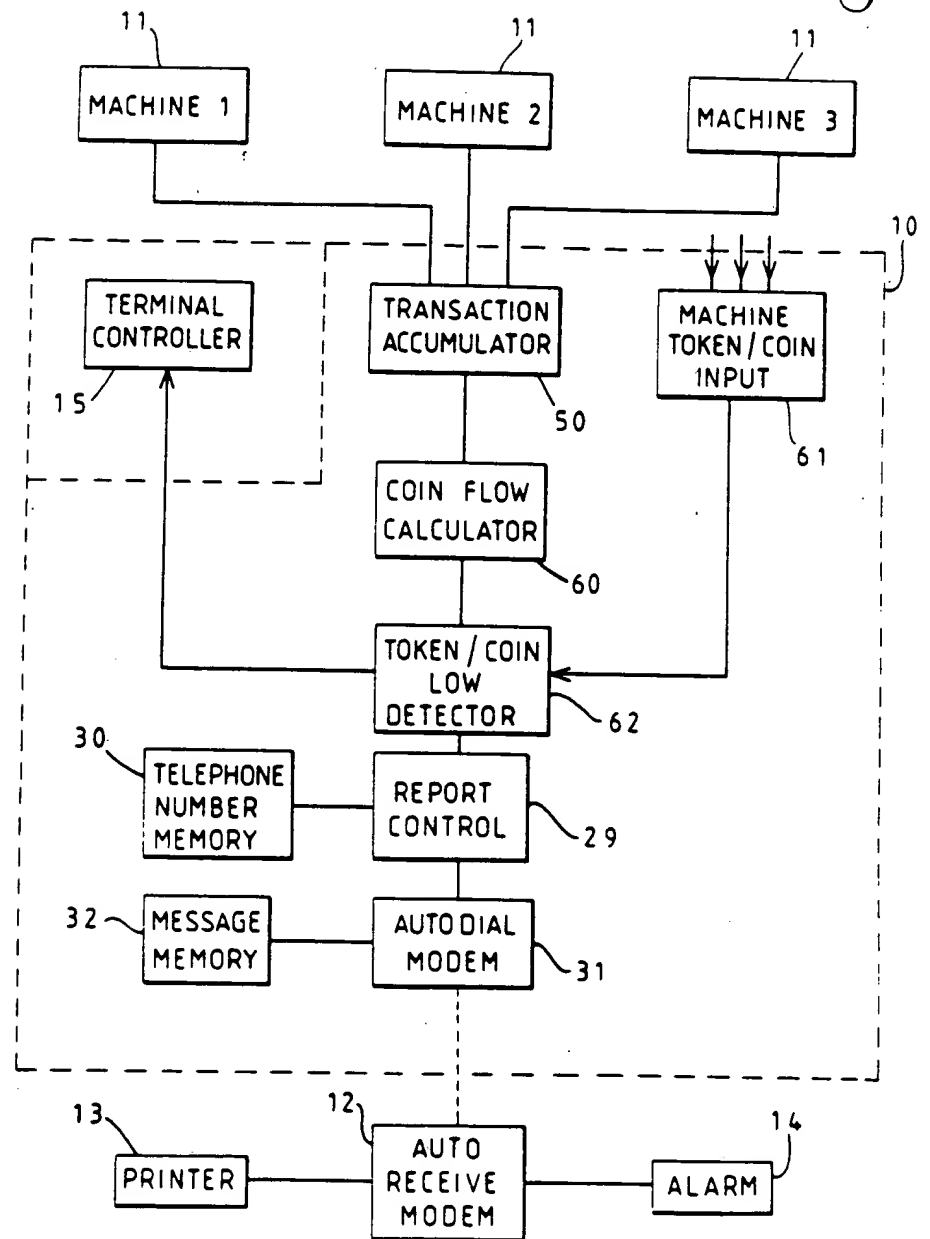 11
11
11
MACHINE 1
MACHINE 2
MACHINE 3
10
TERMINAL
CONTROLLER
15
TRANSACTION
ACCUMULATOR
50
MACHINE
TOKEN/COIN
INPUT
61
COIN FLOW
CALCULATOR
60
TOKEN/COIN
LOW
DETECTOR
62
30
TELEPHONE
NUMBER
MEMORY
REPORT
CONTROL
29
32
MESSAGE
MEMORY
AUTODIAL
MODEM
31
13
PRINTER
12
AUTO
RECEIVE
MODEM
14
ALARM